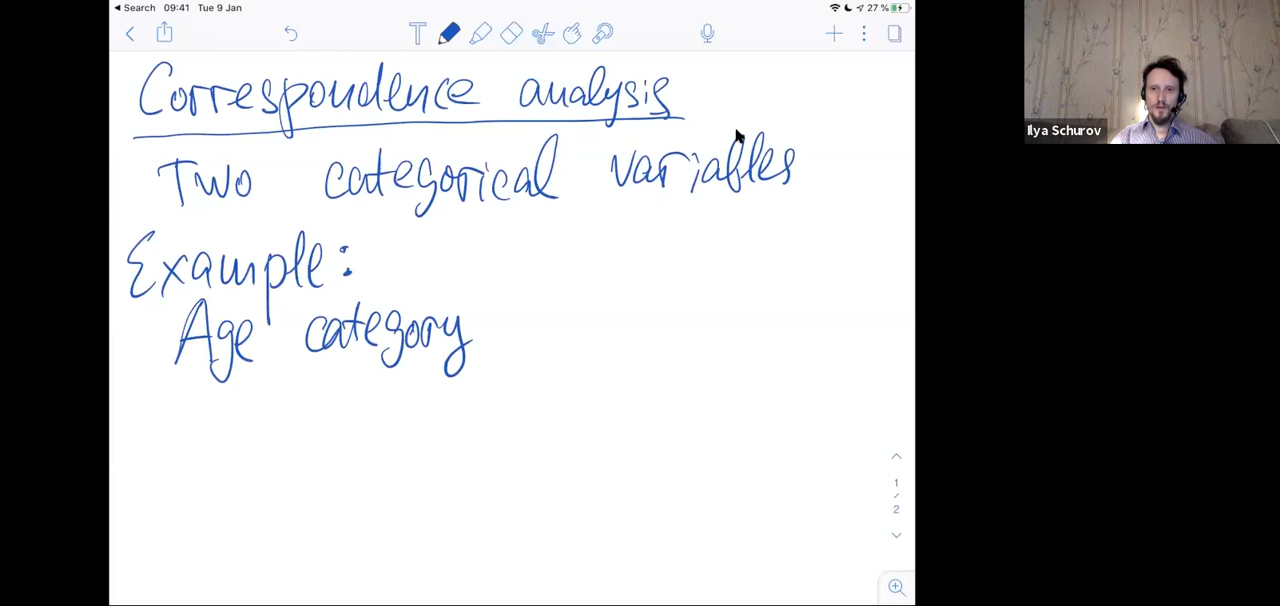 Search 09:41 Tue 9 Jan 27 %
T
Correspondence analysis
Two categorical variables
Example:
Age category
1
/
2
Ilya Schurov